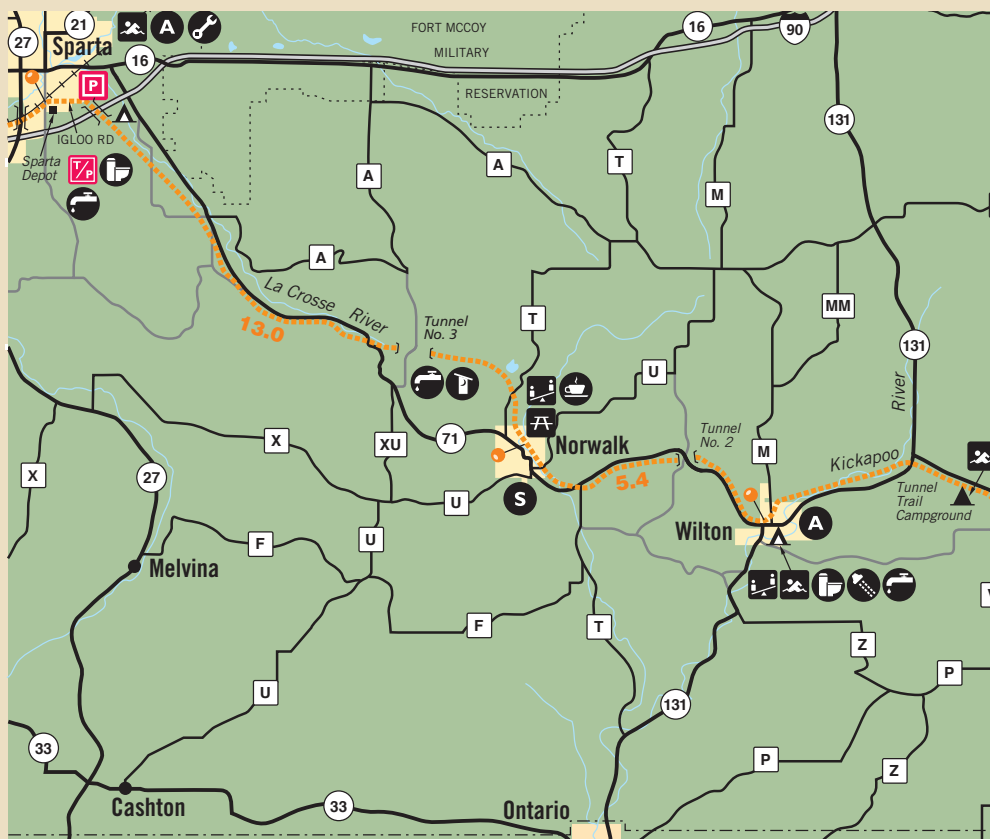 21
27
Sparta
A
16
FORT McCOY
MILITARY
RESERVATION
16
90
P
IGLOO RD
Sparta
Depot
T/P
131
A
A
T
M
A
La Crosse River
13.0
Tunnel
No. 3
T
MM
131
U
River
X
XU
71
Norwalk
Tunnel
No. 2
M
Kickapoo
X
27
U
S
5.4
Tunnel
Trail
Campground
Wilton
A
F
U
Melvina
F
T
Z
U
131
P
33
P
Z
Cashton
33
Ontario